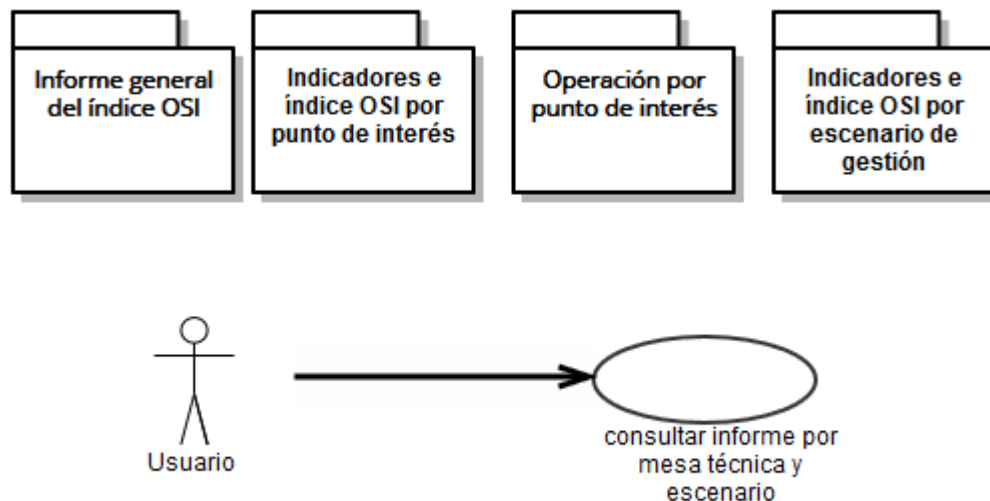 Informe general
del índice OSI
Indicadores e
índice OSI por
punto de interés
Operación por
punto de interés
Indicadores e
índice OSI por
escenario de
gestión
Usuario
consultar informe por
mesa técnica y
escenario